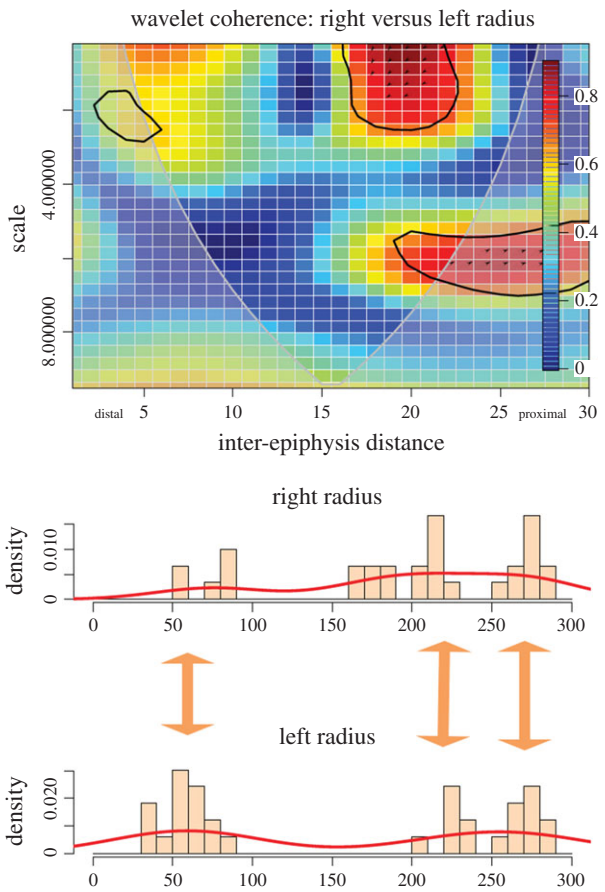 wavelet coherence: right versus left radius
scale
4.000000
8.000000
0.8
0.6
0.4
0.2
0
distal 5 10 15 20 25 proximal 30
inter-epiphysis distance
right radius
density
0.010
0 50 100 150 200 250 300
left radius
density
0.020
0 50 100 150 200 250 300